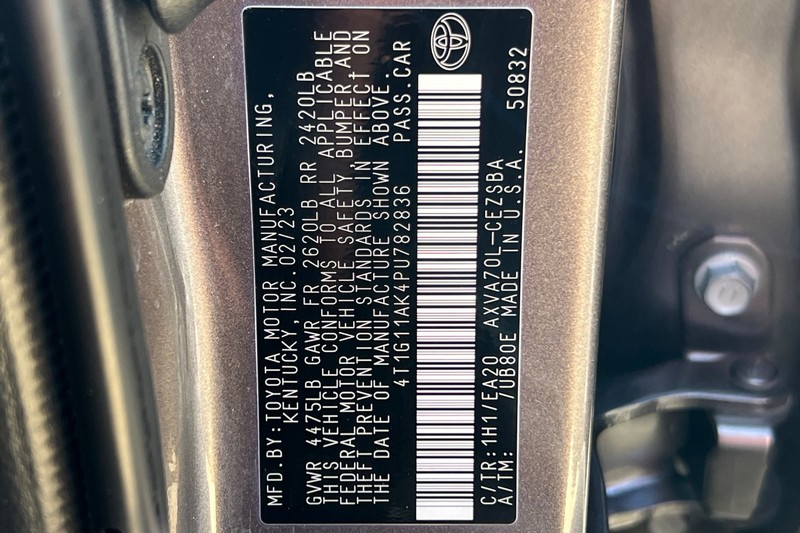 MFD.BY: TOYOTA MOTOR MANUFACTURING,
KENTUCKY, INC. 02/23
GVWR 4475LB GAWR FR 2620LB RR 2420LB
THIS VEHICLE CONFORMS TO ALL APPLICABLE
FEDERAL MOTOR VEHICLE SAFETY, BUMPER, AND
THEFT PREVENTION STANDARDS IN EFFECT ON
THE DATE OF MANUFACTURE SHOWN ABOVE.
4T1G11AK4PU782836 PASS.CAR
C/TR: 1H1/EA20 AXVA70L-CEZSBA
A/TM: /UB80E MADE IN U.S.A. 50832